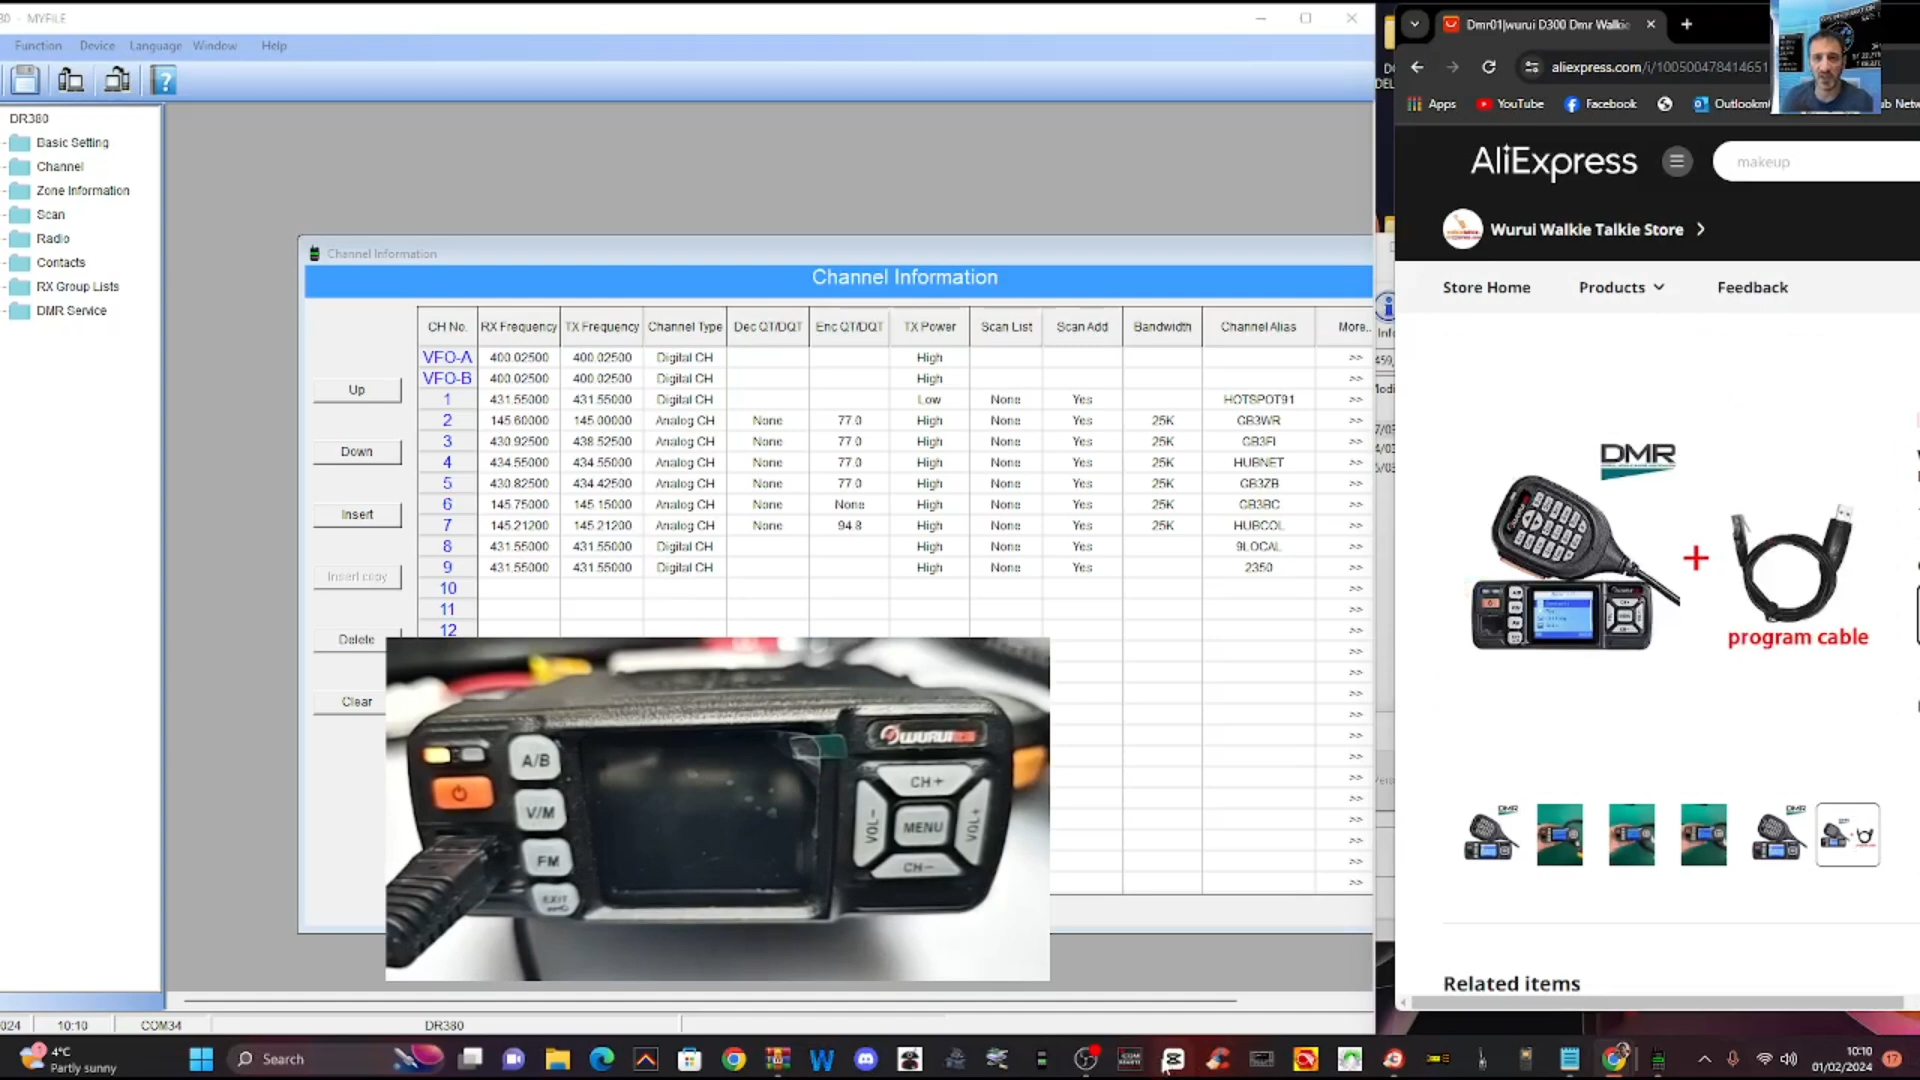 80 - MYFILE
Function Device Language Window Help
DR380
Basic Setting
Channel
Zone Information
Scan
Radio
Contacts
RX Group Lists
DMR Service
Channel Information
Channel Information
CH No. RX Frequency TX Frequency Channel Type Dec QT/DQT Enc QT/DQT TX Power Scan List Scan Add Bandwidth Channel Alias More..
VFO-A 400.02500 400.02500 Digital CH High >>
VFO-B 400.02500 400.02500 Digital CH High >>
1 431.55000 431.55000 Digital CH Low None Yes HOTSPOT91 >>
2 145.60000 145.00000 Analog CH None 77.0 High None Yes 25K GB3WR >>
3 430.92500 438.52500 Analog CH None 77.0 High None Yes 25K GB3FI >>
4 434.55000 434.55000 Analog CH None 77.0 High None Yes 25K HUBNET >>
5 430.82500 434.42500 Analog CH None 77.0 High None Yes 25K GB3ZB >>
6 145.75000 145.15000 Analog CH None None High None Yes 25K GB3BC >>
7 145.21200 145.21200 Analog CH None 94.8 High None Yes 25K HUBCOL >>
8 431.55000 431.55000 Digital CH High None Yes 9LOCAL >>
9 431.55000 431.55000 Digital CH High None Yes 2350 >>
10 >>
11 >>
12 >>
Up
Down
Insert
Insert copy
Delete
Clear
WURUI
A/B
V/M
FM
EXIT
CH+
VOL-
MENU
VOL+
CH-
024 10:10 COM34 DR380
Dmr01|wurui D300 Dmr Walkie
aliexpress.com/i/100500478414651
Apps YouTube Facebook
AliExpress
makeup
Wurui Walkie Talkie Store
Store Home Products Feedback
DMR
+
program cable
Related items
4°C
Partly sunny
Search
10:10
01/02/2024
17